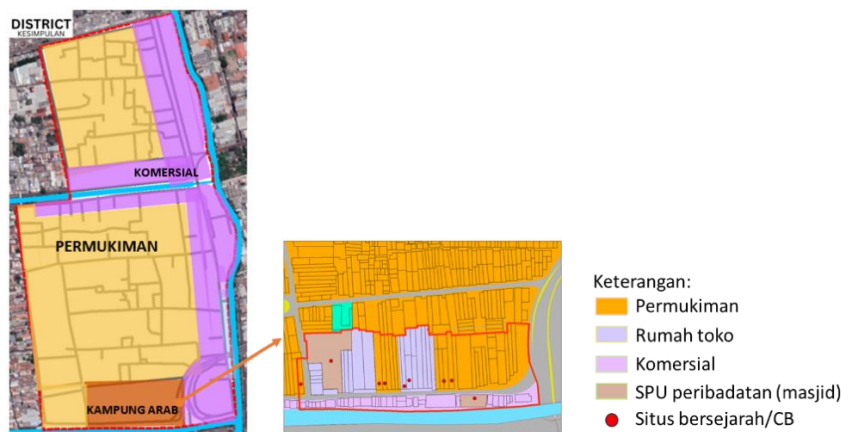 DISTRICT
KESIMPULAN
KOMERSIAL
PERMUKIMAN
KAMPUNG ARAB
Keterangan:
Permukiman
Rumah toko
Komersial
SPU peribadatan (masjid)
Situs bersejarah/CB